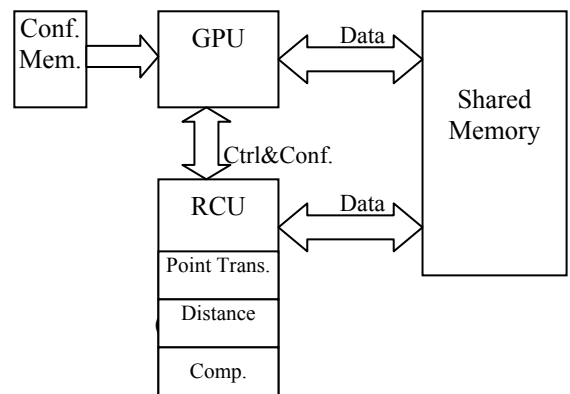 Conf.
Mem.
GPU
Data
Shared
Memory
Ctrl&Conf.
RCU
Data
Point Trans.
Distance
Comp.